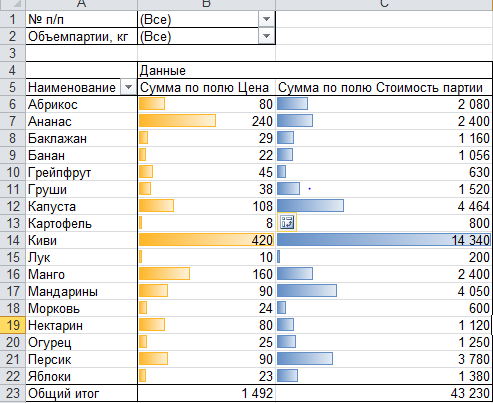 A B C
1 № п/п (Все)
2 Объемпартии, кг (Все)
3
4 Данные
5 Наименование Сумма по полю Цена Сумма по полю Стоимость партии
6 Абрикос 80 2 080
7 Ананас 240 2 400
8 Баклажан 29 1 160
9 Банан 22 1 056
10 Грейпфрут 45 630
11 Груши 38 1 520
12 Капуста 108 4 464
13 Картофель 8 800
14 Киви 420 14 340
15 Лук 10 200
16 Манго 160 2 400
17 Мандарины 90 4 050
18 Морковь 24 600
19 Нектарин 80 1 120
20 Огурец 25 1 250
21 Персик 90 3 780
22 Яблоки 23 1 380
23 Общий итог 1 492 43 230